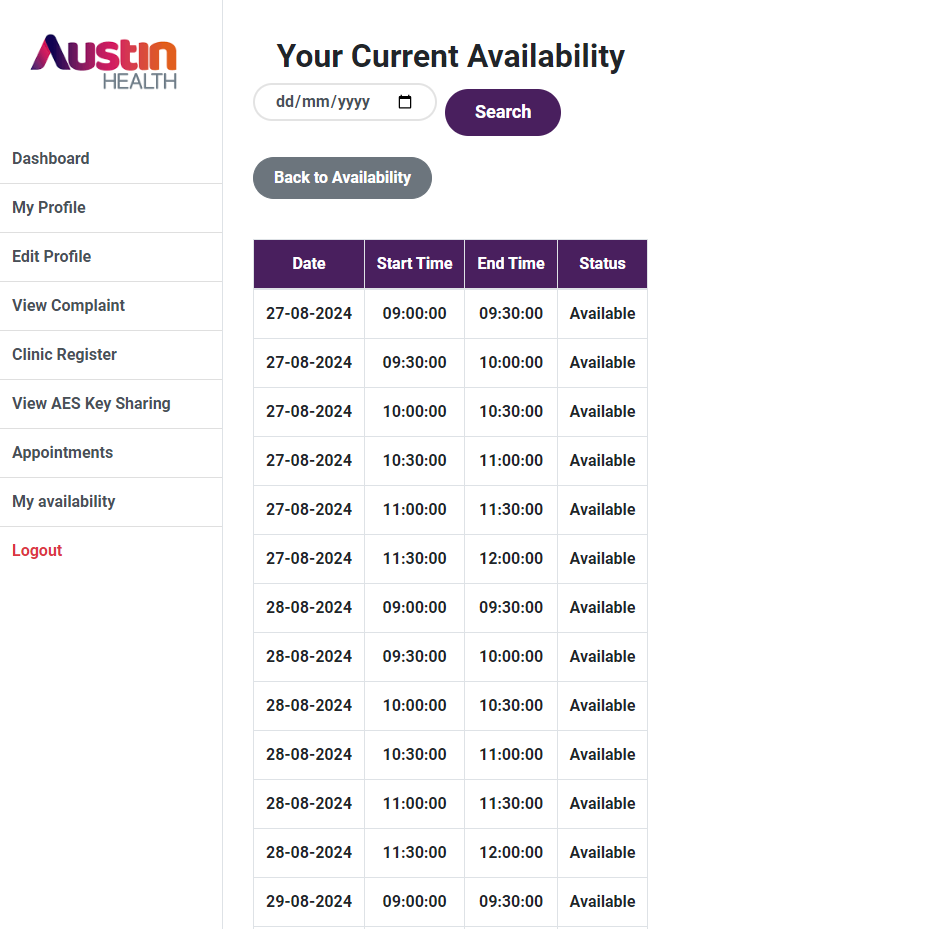 Austin
HEALTH
Dashboard
My Profile
Edit Profile
View Complaint
Clinic Register
View AES Key Sharing
Appointments
My availability
Logout
Your Current Availability
dd/mm/yyyy
Search
Back to Availability
Date Start Time End Time Status
27-08-2024 09:00:00 09:30:00 Available
27-08-2024 09:30:00 10:00:00 Available
27-08-2024 10:00:00 10:30:00 Available
27-08-2024 10:30:00 11:00:00 Available
27-08-2024 11:00:00 11:30:00 Available
27-08-2024 11:30:00 12:00:00 Available
28-08-2024 09:00:00 09:30:00 Available
28-08-2024 09:30:00 10:00:00 Available
28-08-2024 10:00:00 10:30:00 Available
28-08-2024 10:30:00 11:00:00 Available
28-08-2024 11:00:00 11:30:00 Available
28-08-2024 11:30:00 12:00:00 Available
29-08-2024 09:00:00 09:30:00 Available